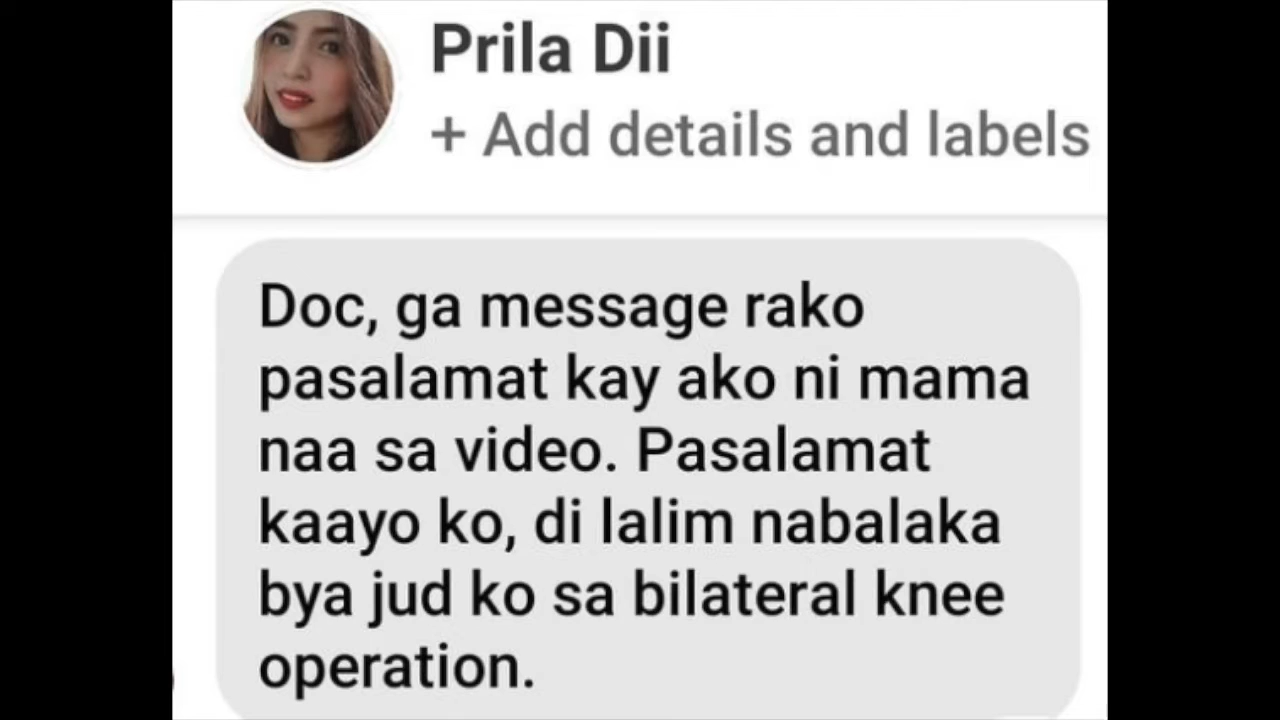 Prila Dii
+ Add details and labels
Doc, ga message rako
pasalamat kay ako ni mama
naa sa video. Pasalamat
kaayo ko, di lalim nabalaka
bya jud ko sa bilateral knee
operation.